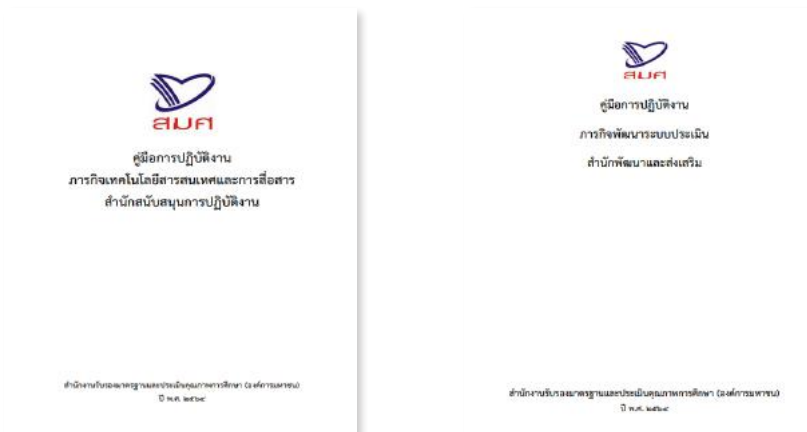 สมศ
คู่มือการปฏิบัติงาน
ภารกิจเทคโนโลยีสารสนเทศและการสื่อสาร
สำนักสนับสนุนการปฏิบัติงาน
สำนักงานรับรองมาตรฐานและประเมินคุณภาพการศึกษา (องค์การมหาชน)
ปี พ.ศ. ๒๕๖๔
สมศ
คู่มือการปฏิบัติงาน
ภารกิจพัฒนาระบบประเมิน
สำนักพัฒนาและส่งเสริม
สำนักงานรับรองมาตรฐานและประเมินคุณภาพการศึกษา (องค์การมหาชน)
ปี พ.ศ. ๒๕๖๔